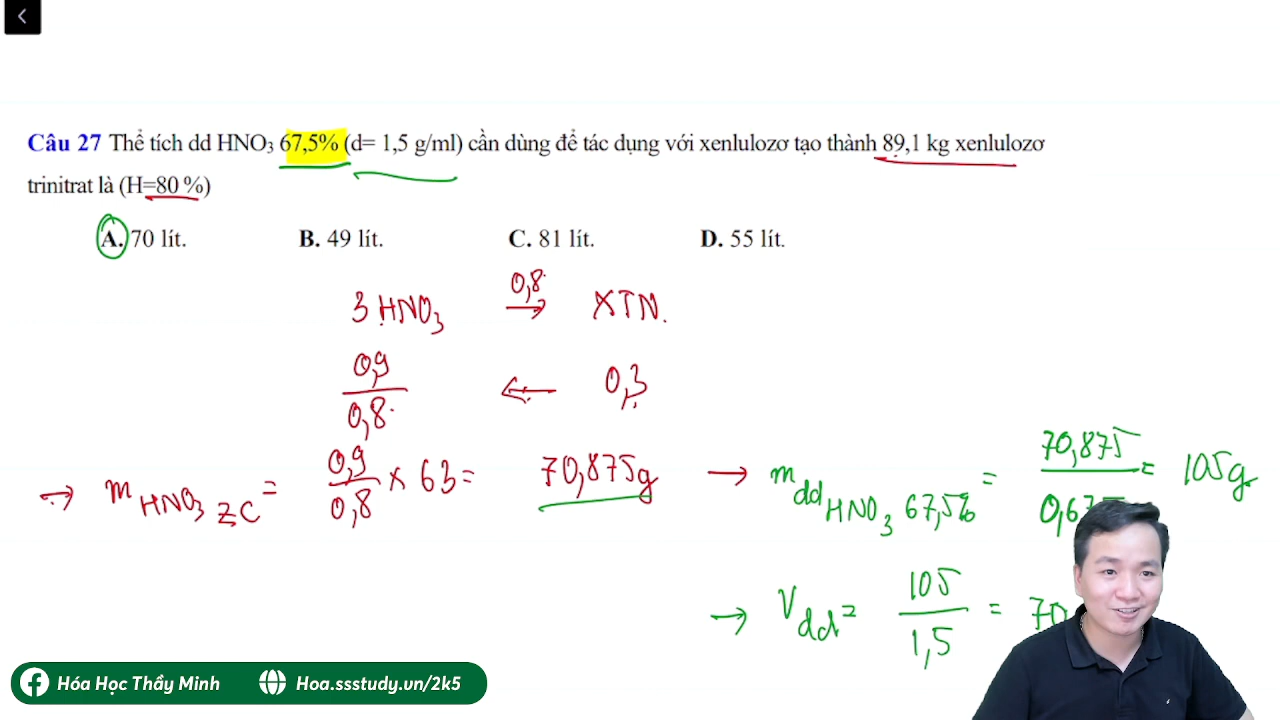 Câu 27 Thể tích dd HNO₃ 67,5% (d= 1,5 g/ml) cần dùng để tác dụng với xenlulozơ tạo thành 89,1 kg xenlulozơ
trinitrat là (H=80 %)
A. 70 lít. B. 49 lít. C. 81 lít. D. 55 lít.
3 HNO₃ 0,8 → XTN.
0,9/0,8 ← 0,3
→ m HNO₃ = 0,9/0,8 × 63 = 70,875g → m dd HNO₃ 67,5% = 70,875/ = 105g
→ Vdd = 105/1,5 = 70
Hóa Học Thầy Minh Hoa.ssstudy.vn/2k5